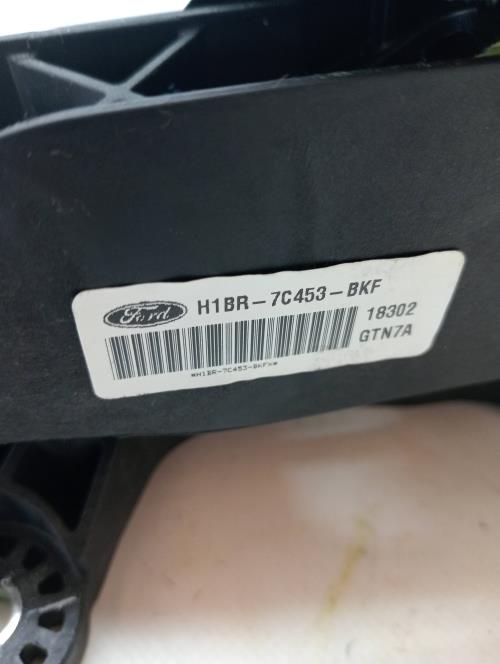 Ford H1BR-7C453-BKF
18302
GTN7A
*H1BR-7C453-BKF*